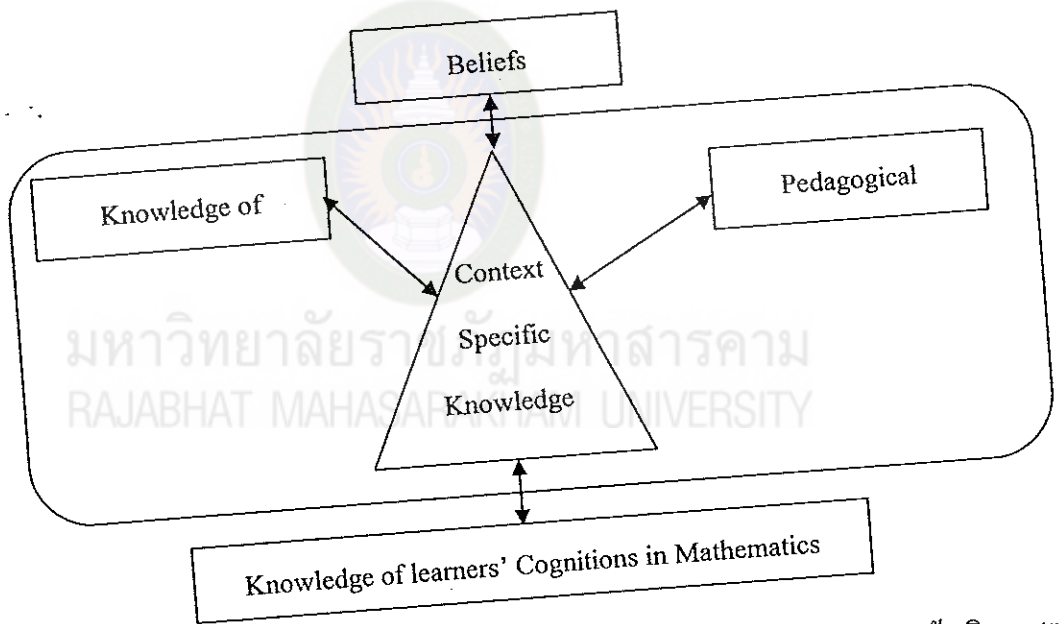 Beliefs
Knowledge of
Pedagogical
Context
Specific
Knowledge
มหาวิทยาลัยราชภัฏมหาสารคาม
RAJABHAT MAHASARAKHAM UNIVERSITY
Knowledge of learners' Cognitions in Mathematics